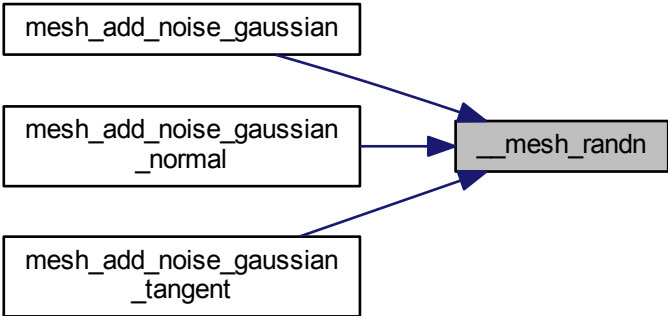 mesh_add_noise_gaussian
mesh_add_noise_gaussian
_normal
__mesh_randn
mesh_add_noise_gaussian
_tangent